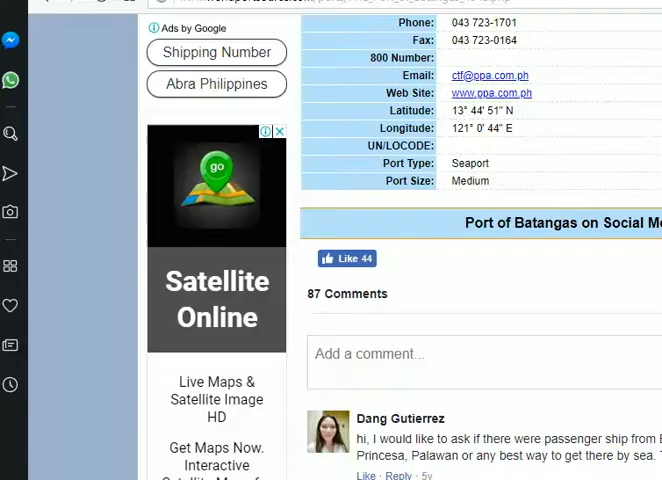 Ads by Google
Shipping Number
Abra Philippines
go
Satellite
Online
Live Maps &
Satellite Image
HD
Get Maps Now.
Interactive
Phone: 043 723-1701
Fax: 043 723-0164
800 Number:
Email: ctf@ppa.com.ph
Web Site: www.ppa.com.ph
Latitude: 13° 44' 51" N
Longitude: 121° 0' 44" E
UN/LOCODE:
Port Type: Seaport
Port Size: Medium
Port of Batangas on Social M
Like 44
87 Comments
Add a comment...
Dang Gutierrez
hi, I would like to ask if there were passenger ship from
Princesa, Palawan or any best way to get there by sea.
Like · Reply · 5y